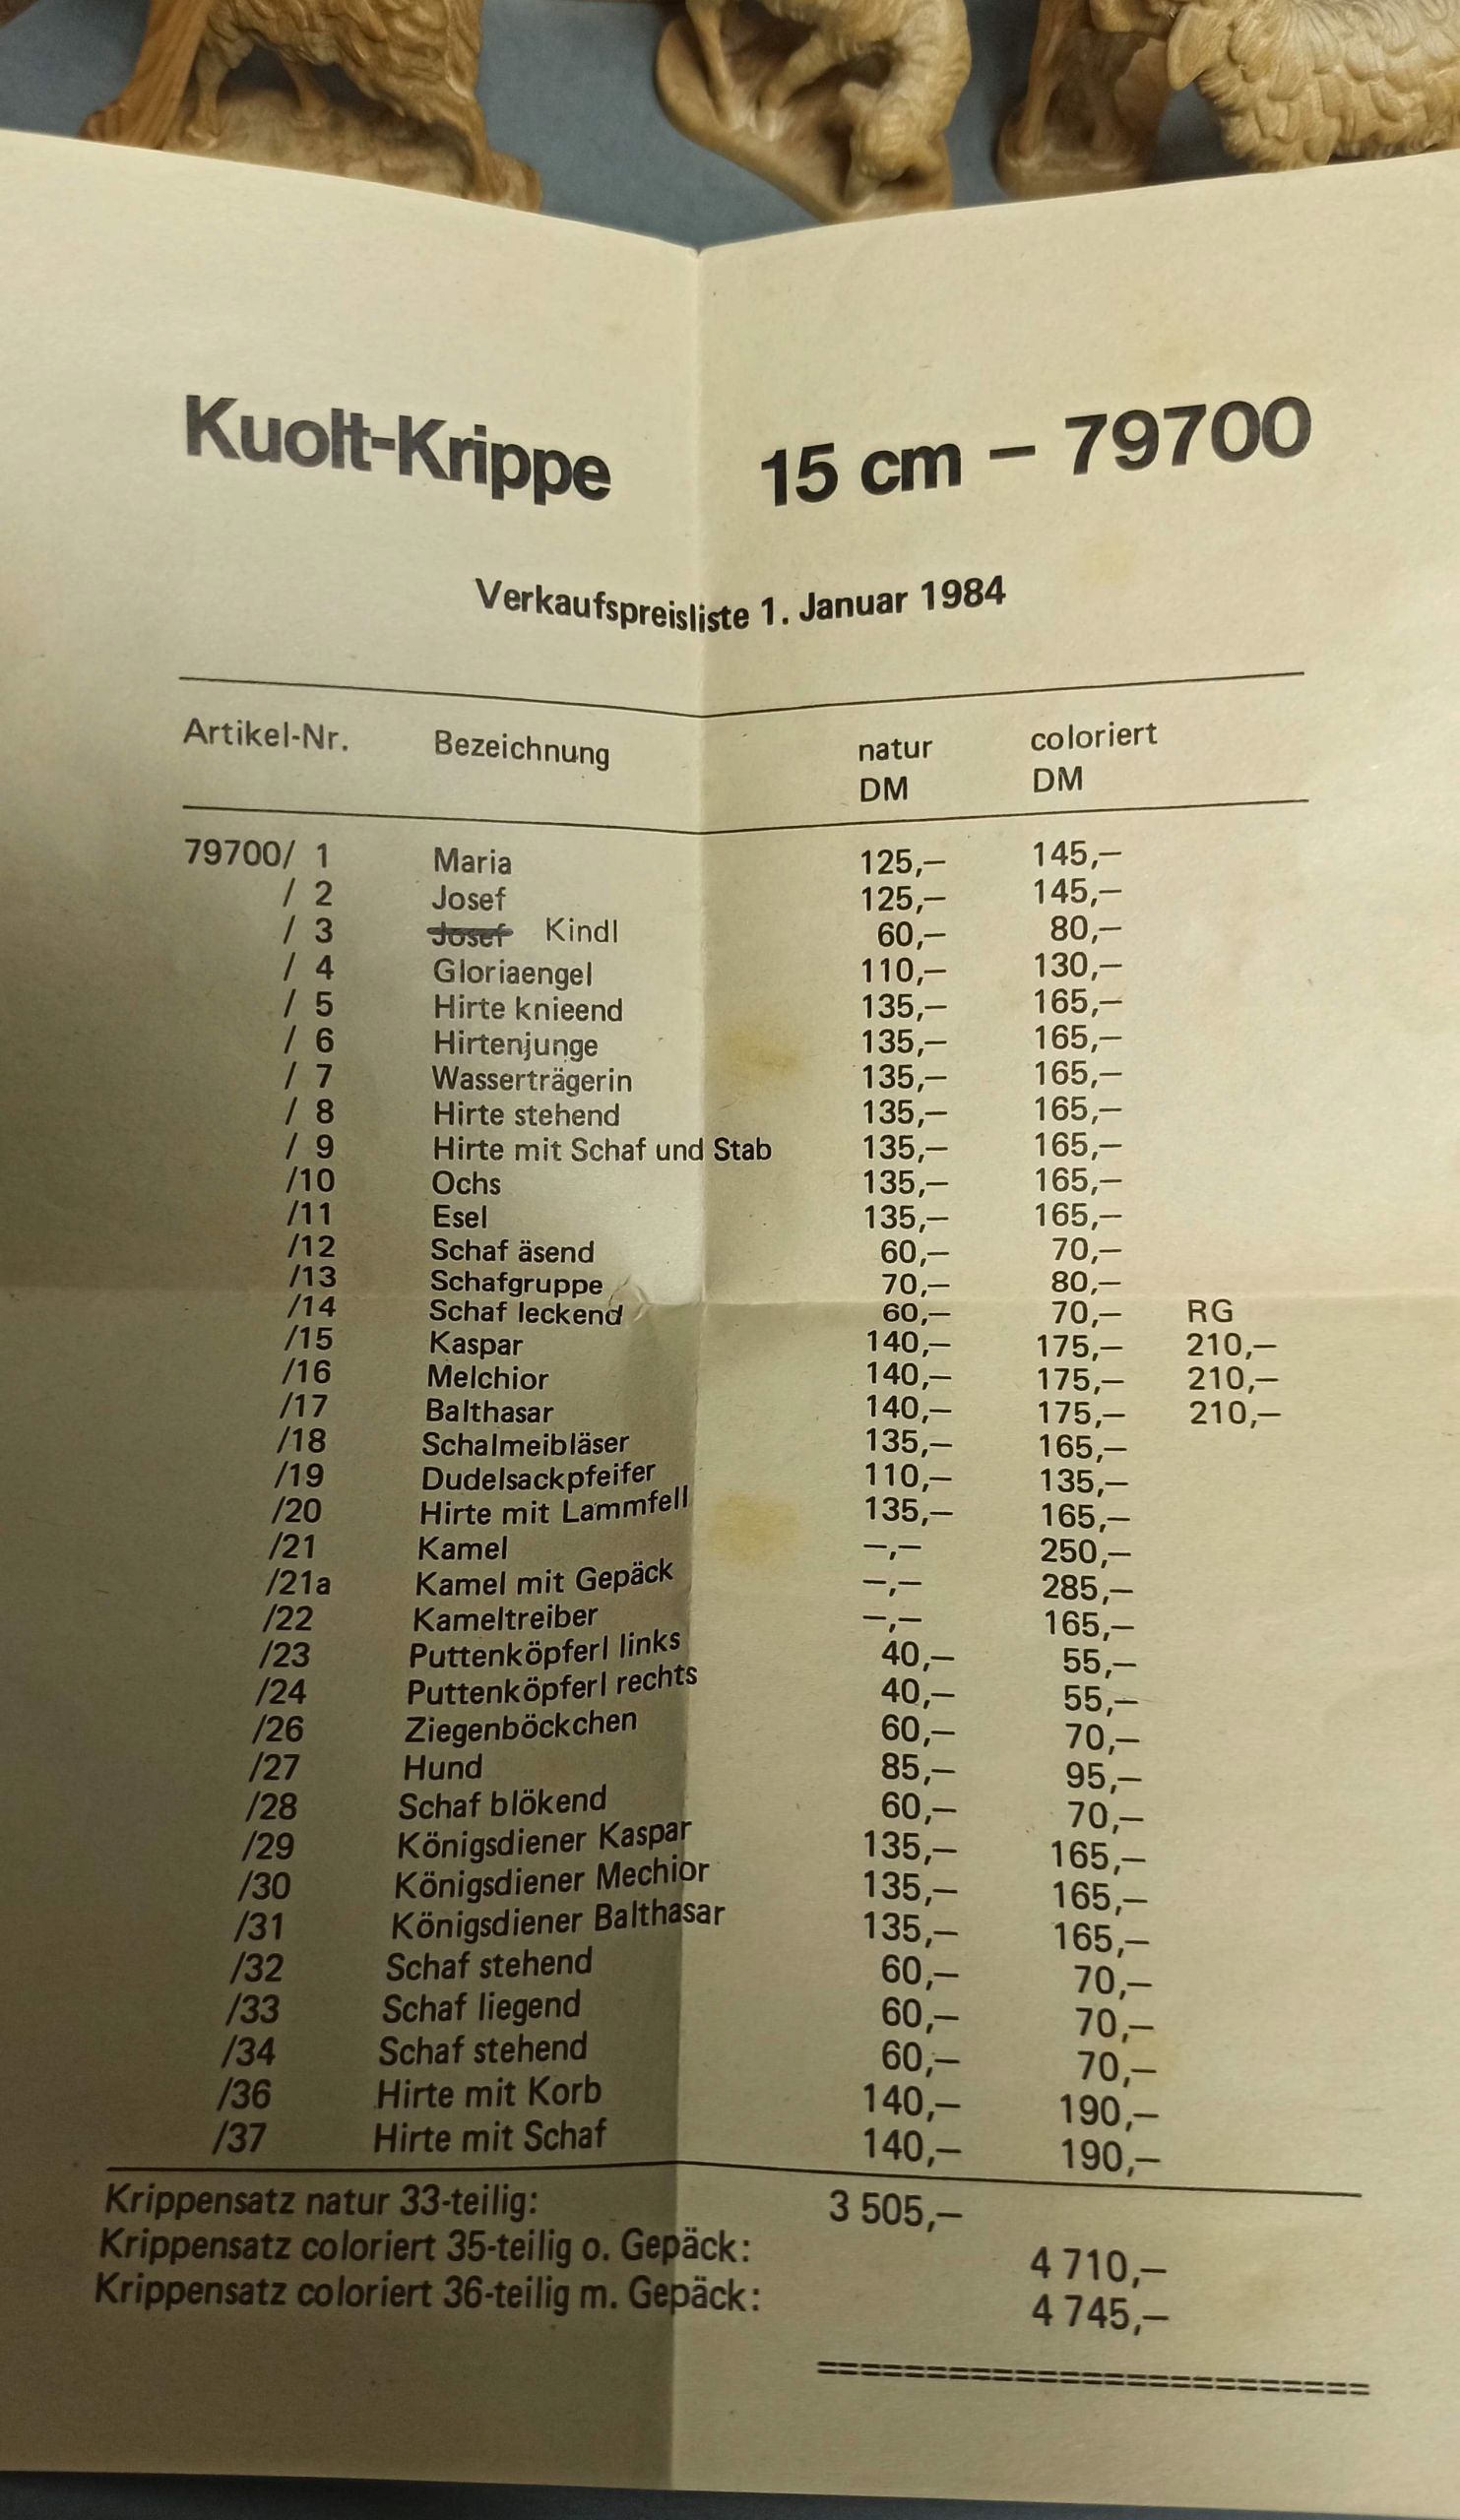 Kuolt-Krippe 15 cm – 79700
Verkaufspreisliste 1. Januar 1984
Artikel-Nr. Bezeichnung natur coloriert
DM DM
79700/ 1 Maria 125,– 145,–
/ 2 Josef 125,– 145,–
/ 3 Josef Kindl 60,– 80,–
/ 4 Gloriaengel 110,– 130,–
/ 5 Hirte knieend 135,– 165,–
/ 6 Hirtenjunge 135,– 165,–
/ 7 Wasserträgerin 135,– 165,–
/ 8 Hirte stehend 135,– 165,–
/ 9 Hirte mit Schaf und Stab 135,– 165,–
/10 Ochs 135,– 165,–
/11 Esel 135,– 165,–
/12 Schaf äsend 60,– 70,–
/13 Schafgruppe 70,– 80,–
/14 Schaf leckend 60,– 70,– RG
/15 Kaspar 140,– 175,– 210,–
/16 Melchior 140,– 175,– 210,–
/17 Balthasar 140,– 175,– 210,–
/18 Schalmeibläser 135,– 165,–
/19 Dudelsackpfeifer 110,– 135,–
/20 Hirte mit Lammfell 135,– 165,–
/21 Kamel –,– 250,–
/21a Kamel mit Gepäck –,– 285,–
/22 Kameltreiber –,– 165,–
/23 Puttenköpferl links 40,– 55,–
/24 Puttenköpferl rechts 40,– 55,–
/26 Ziegenböckchen 60,– 70,–
/27 Hund 85,– 95,–
/28 Schaf blökend 60,– 70,–
/29 Königsdiener Kaspar 135,– 165,–
/30 Königsdiener Mechior 135,– 165,–
/31 Königsdiener Balthasar 135,– 165,–
/32 Schaf stehend 60,– 70,–
/33 Schaf liegend 60,– 70,–
/34 Schaf stehend 60,– 70,–
/36 Hirte mit Korb 140,– 190,–
/37 Hirte mit Schaf 140,– 190,–
Krippensatz natur 33-teilig: 3 505,–
Krippensatz coloriert 35-teilig o. Gepäck: 4 710,–
Krippensatz coloriert 36-teilig m. Gepäck: 4 745,–